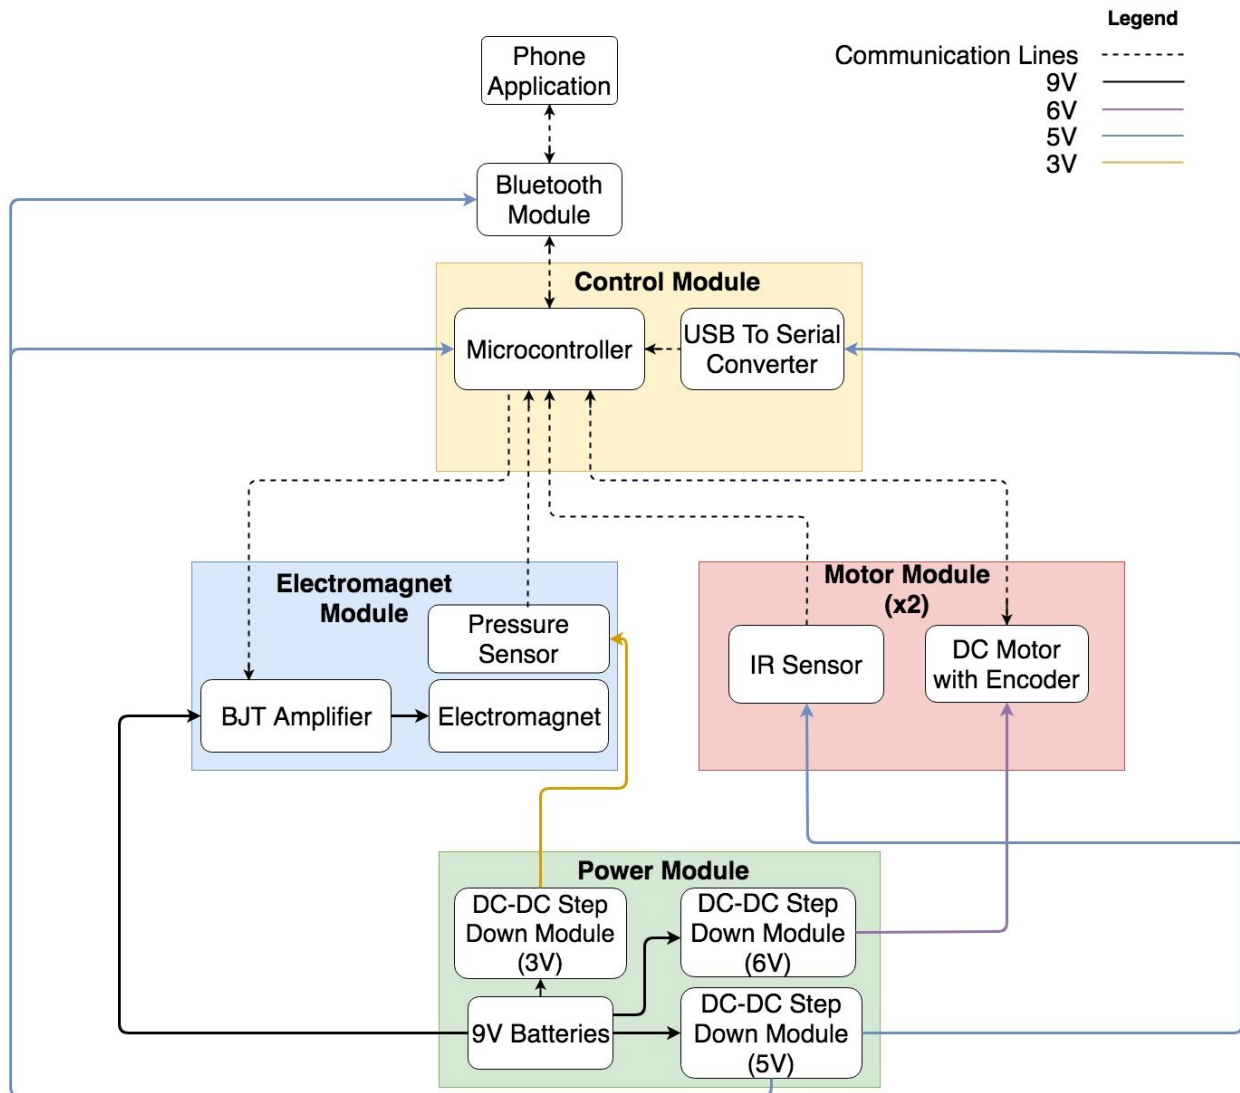 Legend
Communication Lines
9V
6V
5V
3V
Phone
Application
Bluetooth
Module
Control Module
Microcontroller
USB To Serial
Converter
Electromagnet
Module
Pressure
Sensor
BJT Amplifier
Electromagnet
Motor Module
(x2)
IR Sensor
DC Motor
with Encoder
Power Module
DC-DC Step
Down Module
(3V)
DC-DC Step
Down Module
(6V)
9V Batteries
DC-DC Step
Down Module
(5V)